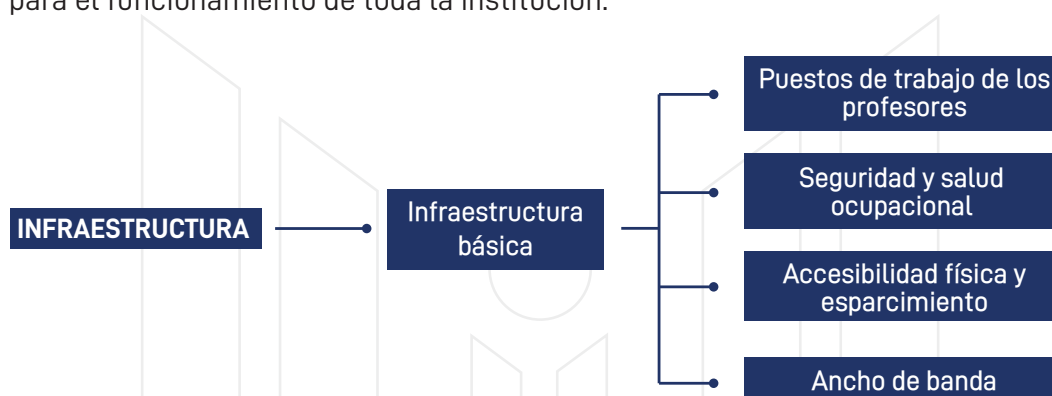 para el funcionamiento de toda la institución.
Puestos de trabajo de los
profesores
Seguridad y salud
ocupacional
INFRAESTRUCTURA
Infraestructura
básica
Accesibilidad física y
esparcimiento
Ancho de banda